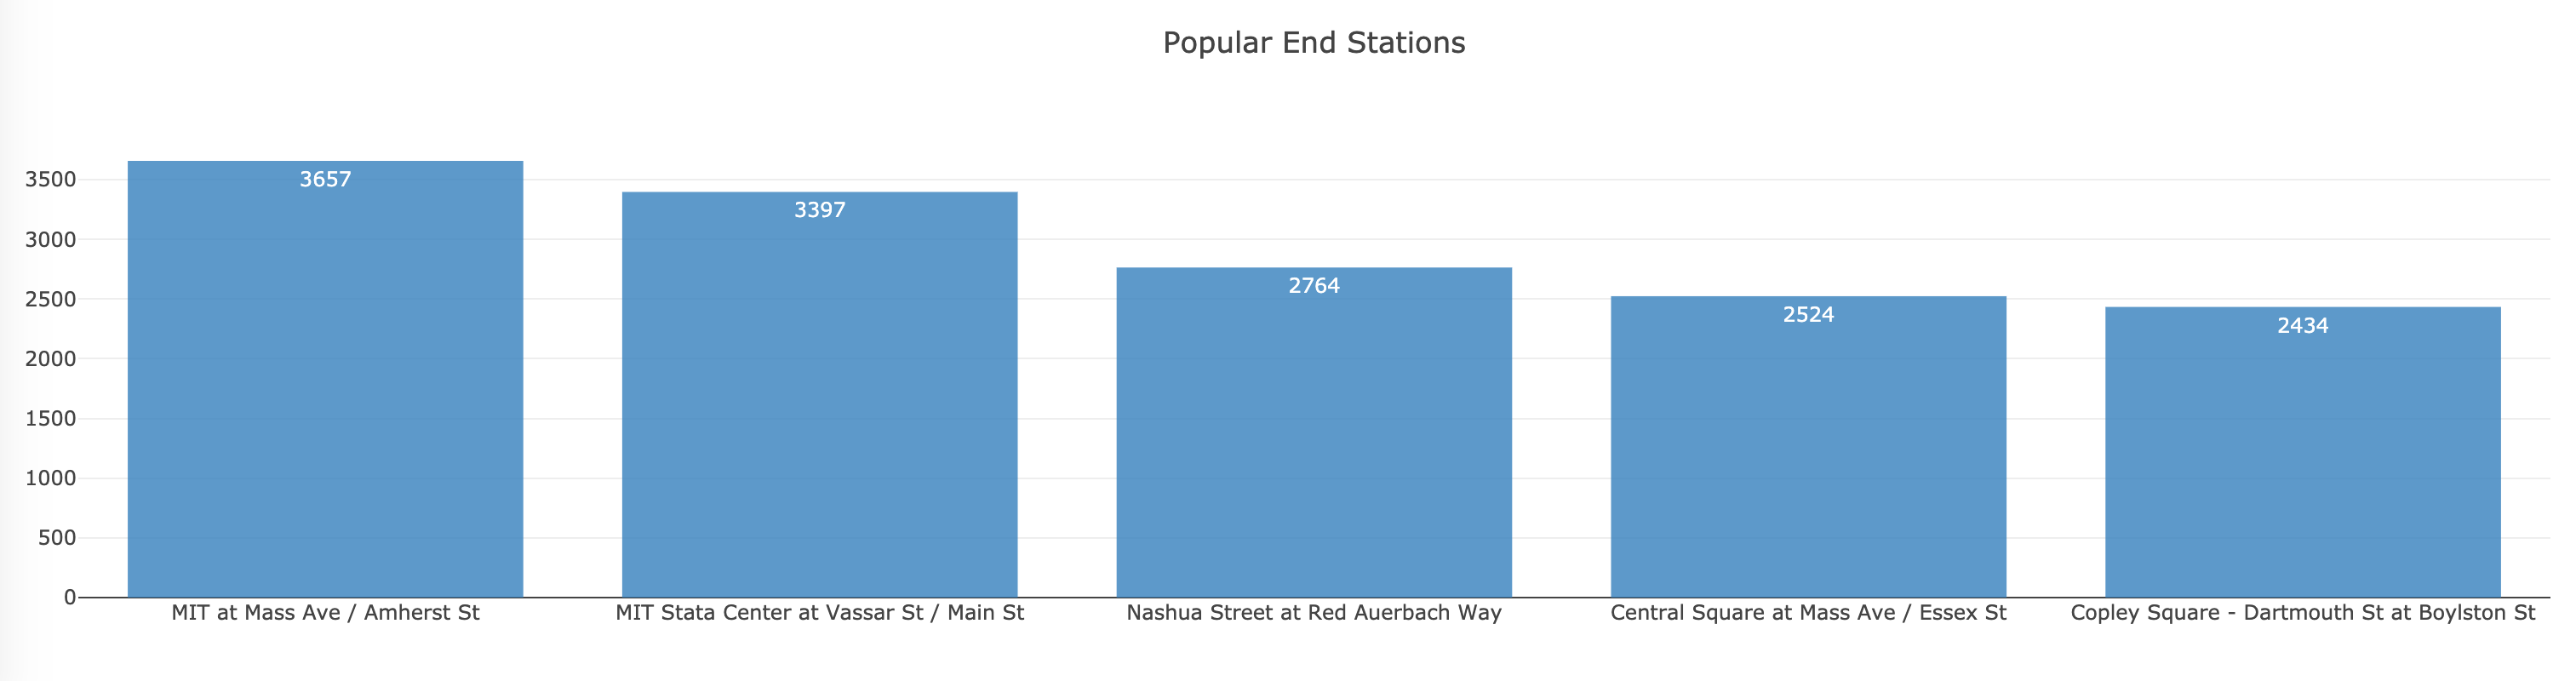 Popular End Stations
3500
3000
2500
2000
1500
1000
500
0
3657
3397
2764
2524
2434
MIT at Mass Ave / Amherst St
MIT Stata Center at Vassar St / Main St
Nashua Street at Red Auerbach Way
Central Square at Mass Ave / Essex St
Copley Square - Dartmouth St at Boylston St